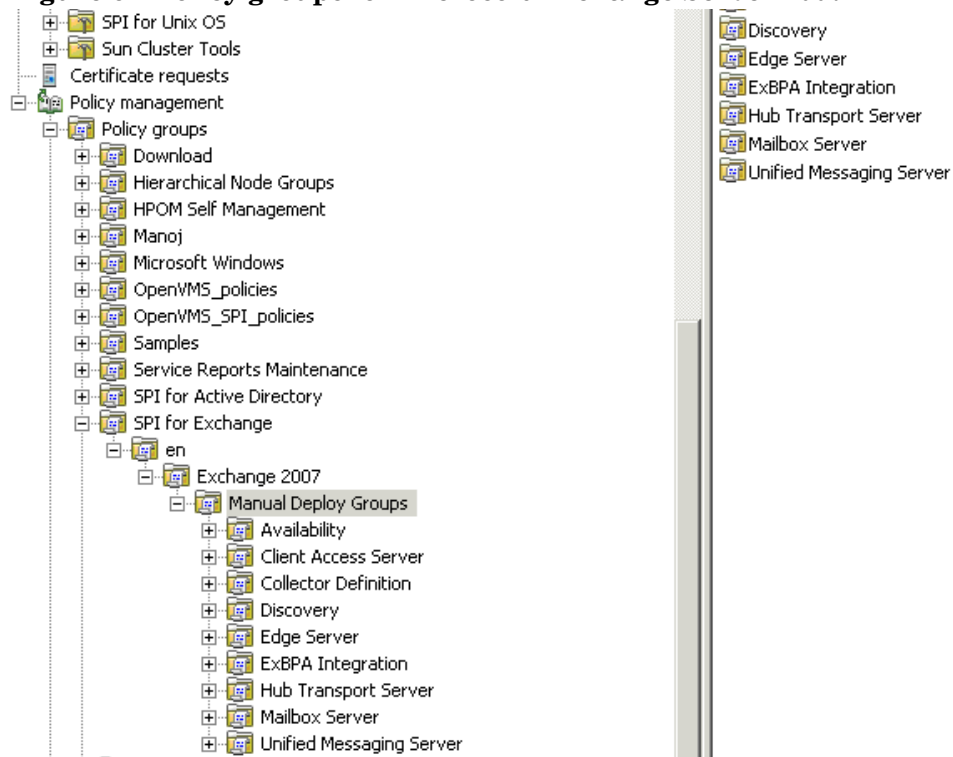 SPI for Unix OS
Sun Cluster Tools
Certificate requests
Policy management
Policy groups
Download
Hierarchical Node Groups
HPOM Self Management
Manoj
Microsoft Windows
OpenVMS_policies
OpenVMS_SPI_policies
Samples
Service Reports Maintenance
SPI for Active Directory
SPI for Exchange
en
Exchange 2007
Manual Deploy Groups
Availability
Client Access Server
Collector Definition
Discovery
Edge Server
ExBPA Integration
Hub Transport Server
Mailbox Server
Unified Messaging Server
Discovery
Edge Server
ExBPA Integration
Hub Transport Server
Mailbox Server
Unified Messaging Server